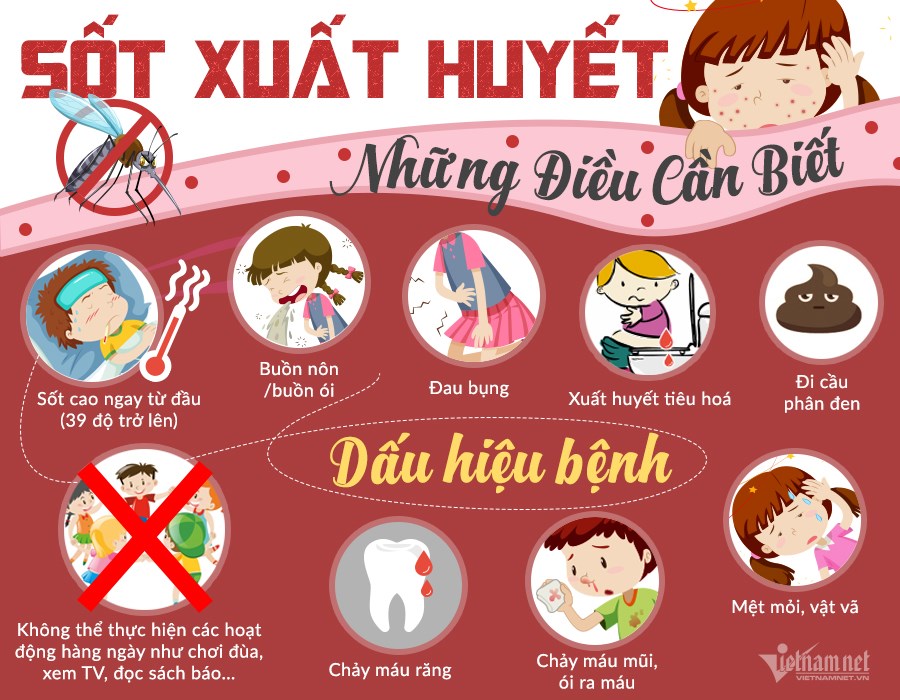 SỐT XUẤT HUYẾT
Những Điều Cần Biết
Sốt cao ngay từ đầu
(39 độ trở lên)
Buồn nôn
/buồn ói
Đau bụng
Xuất huyết tiêu hoá
Đi cầu
phân đen
Dấu hiệu bệnh
Không thể thực hiện các hoạt
động hàng ngày như chơi đùa,
xem TV, đọc sách báo...
Chảy máu răng
Chảy máu mũi,
ói ra máu
Mệt mỏi, vật vã
vietnamnet
VIETNAMNET.VN